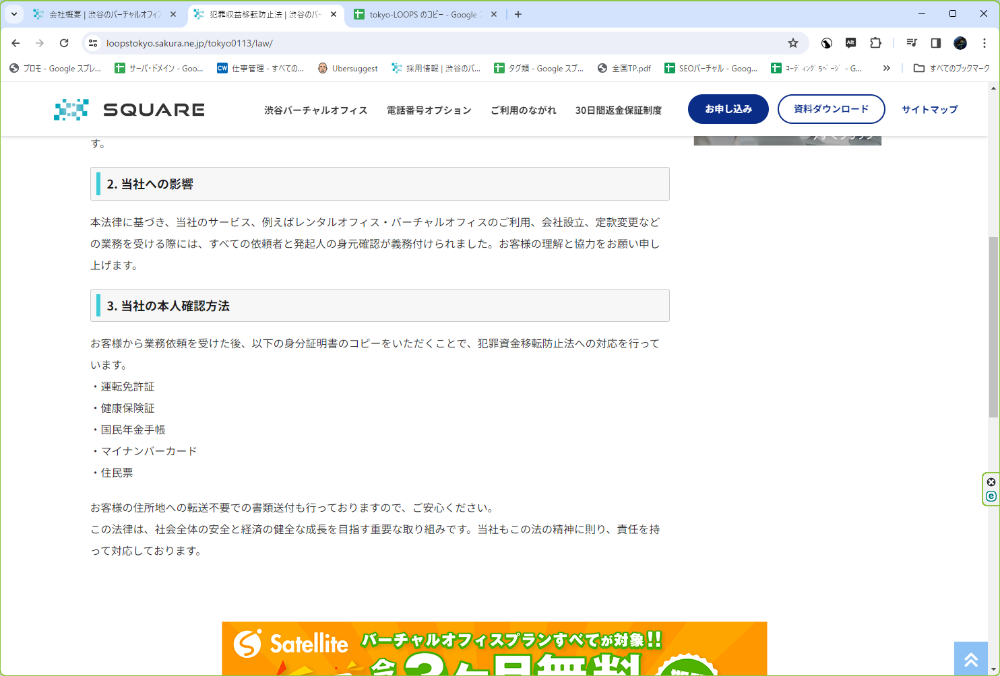 会社概要 | 渋谷のバーチャルオフィス
犯罪収益移転防止法 | 渋谷のバー
tokyo-LOOPS のコピー - Google ス
loopstokyo.sakura.ne.jp/tokyo0113/law/
プロモ - Google スプレ...
サーバ・ドメイン - Goo...
CW
仕事管理 - すべての...
Ubersuggest
採用情報 | 渋谷のバ...
タグ類 - Google スプ...
全国TP.pdf
SEOバーチャル - Goog...
コーディング 5ページ - G...
すべてのブックマーク
SQUARE
渋谷バーチャルオフィス
電話番号オプション
ご利用のながれ
30日間返金保証制度
お申し込み
資料ダウンロード
サイトマップ
す。
2. 当社への影響
本法律に基づき、当社のサービス、例えばレンタルオフィス・バーチャルオフィスのご利用、会社設立、定款変更など
の業務を受ける際には、すべての依頼者と発起人の身元確認が義務付けられました。お客様の理解と協力をお願い申し
上げます。
3. 当社の本人確認方法
お客様から業務依頼を受けた後、以下の身分証明書のコピーをいただくことで、犯罪資金移転防止法への対応を行って
います。
・運転免許証
・健康保険証
・国民年金手帳
・マイナンバーカード
・住民票
お客様の住所地への転送不要での書類送付も行っておりますので、ご安心ください。
この法律は、社会全体の安全と経済の健全な成長を目指す重要な取り組みです。当社もこの法の精神に則り、責任を持
って対応しております。
Satellite
バーチャルオフィスプランすべてが対象!!